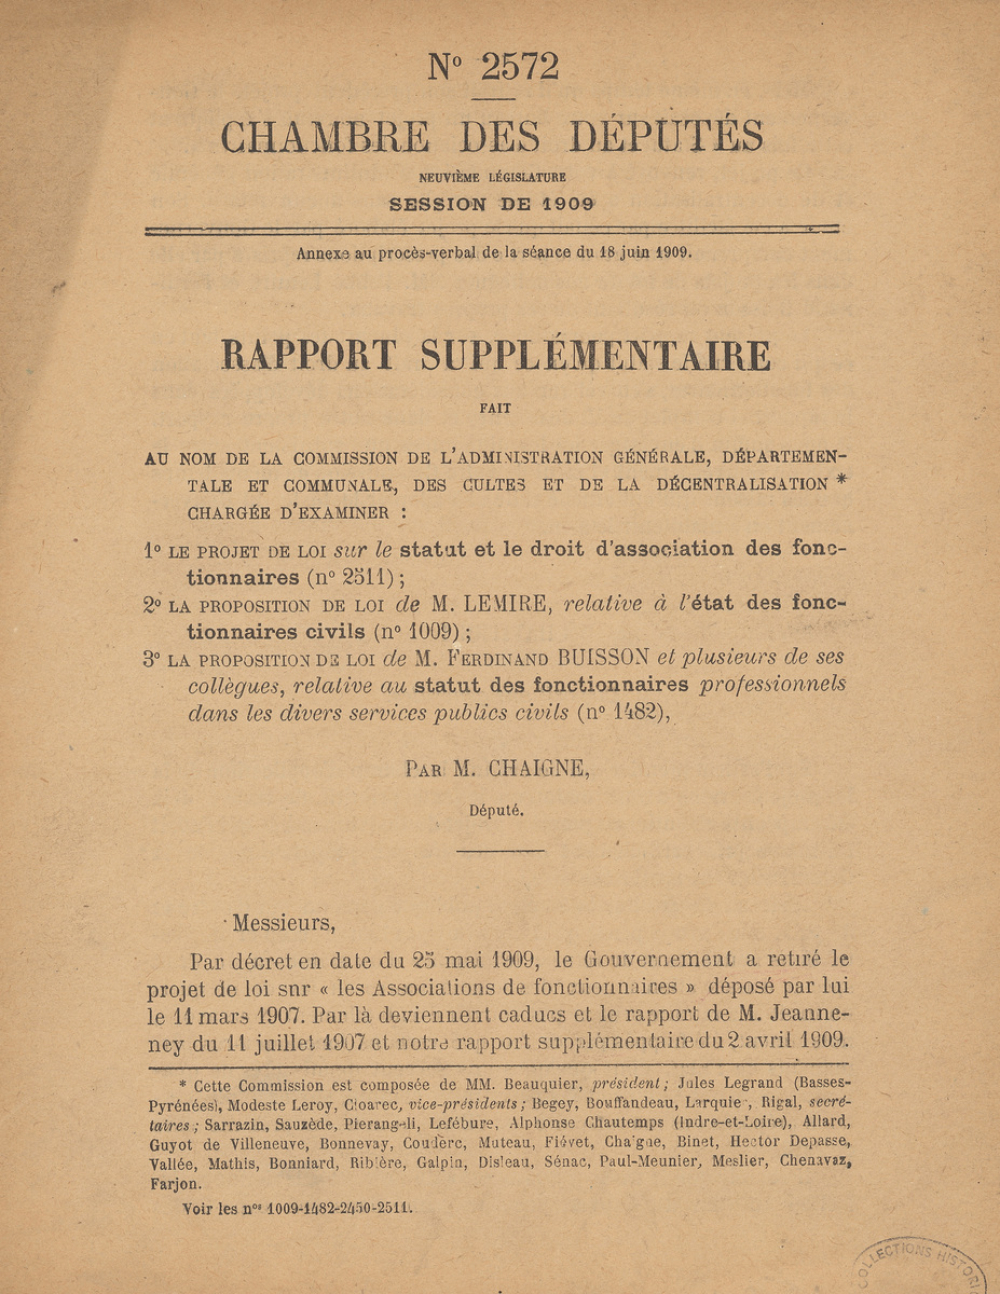 N° 2572
CHAMBRE DES DÉPUTÉS
NEUVIÈME LÉGISLATURE
SESSION DE 1909
Annexe au procès-verbal de la séance du 18 juin 1909.
RAPPORT SUPPLÉMENTAIRE
FAIT
AU NOM DE LA COMMISSION DE L'ADMINISTRATION GÉNÉRALE, DÉPARTEMEN-
TALE ET COMMUNALE, DES CULTES ET DE LA DÉCENTRALISATION *
CHARGÉE D'EXAMINER :
1° LE PROJET DE LOI sur le statut et le droit d'association des fonc-
tionnaires (n° 2511) ;
2° LA PROPOSITION DE LOI de M. LEMIRE, relative à l'état des fonc-
tionnaires civils (n° 1009) ;
3° LA PROPOSITION DE LOI de M. FERDINAND BUISSON et plusieurs de ses
collègues, relative au statut des fonctionnaires professionnels
dans les divers services publics civils (n° 1482),
PAR M. CHAIGNE,
Député.
Messieurs,
Par décret en date du 25 mai 1909, le Gouvernement a retiré le
projet de loi snr « les Associations de fonctionnaires » déposé par lui
le 11 mars 1907. Par là deviennent caducs et le rapport de M. Jeanne-
ney du 11 juillet 1907 et notre rapport supplémentaire du 2 avril 1909.
* Cette Commission est composée de MM. Beauquier, président ; Jules Legrand (Basses-
Pyrénées), Modeste Leroy, Cloarec, vice-présidents ; Begey, Bouffandeau, Larquier, Rigal, secré-
taires ; Sarrazin, Sauzède, Pierangeli, Lefébure, Alphonse Chautemps (Indre-et-Loire), Allard,
Guyot de Villeneuve, Bonnevay, Couderc, Muteau, Fiévet, Chaigne, Binet, Hector Depasse,
Vallée, Mathis, Bonniard, Ribière, Galpin, Disleau, Sénac, Paul-Meunier, Meslier, Chenavaz,
Farjon.
Voir les nos 1009-1482-2450-2511.
COLLECTIONS HISTORI